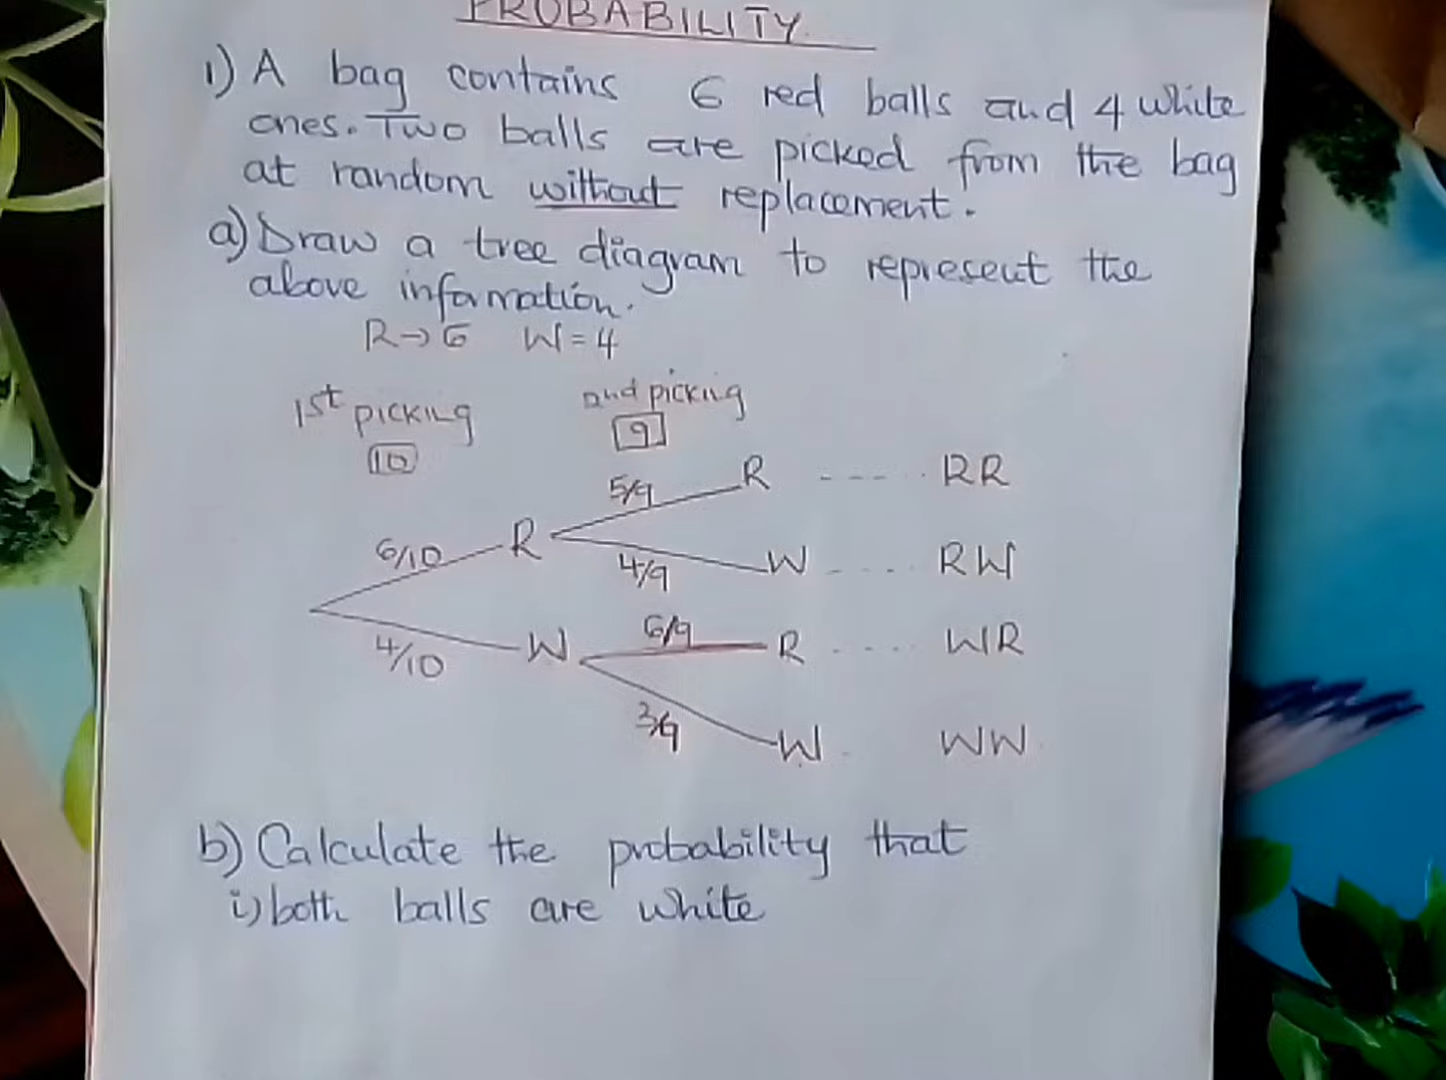 PROBABILITY
1) A bag contains 6 red balls and 4 white
ones. Two balls are picked from the bag
at random without replacement.
a) Draw a tree diagram to represent the
above information.
R→6 W=4
1st picking 2nd picking
10 9
5/9 R ---- RR
6/10 R
4/9 W ---- RW
4/10 W 6/9 R ---- WR
3/9 W - WW
b) Calculate the probability that
i) both balls are white